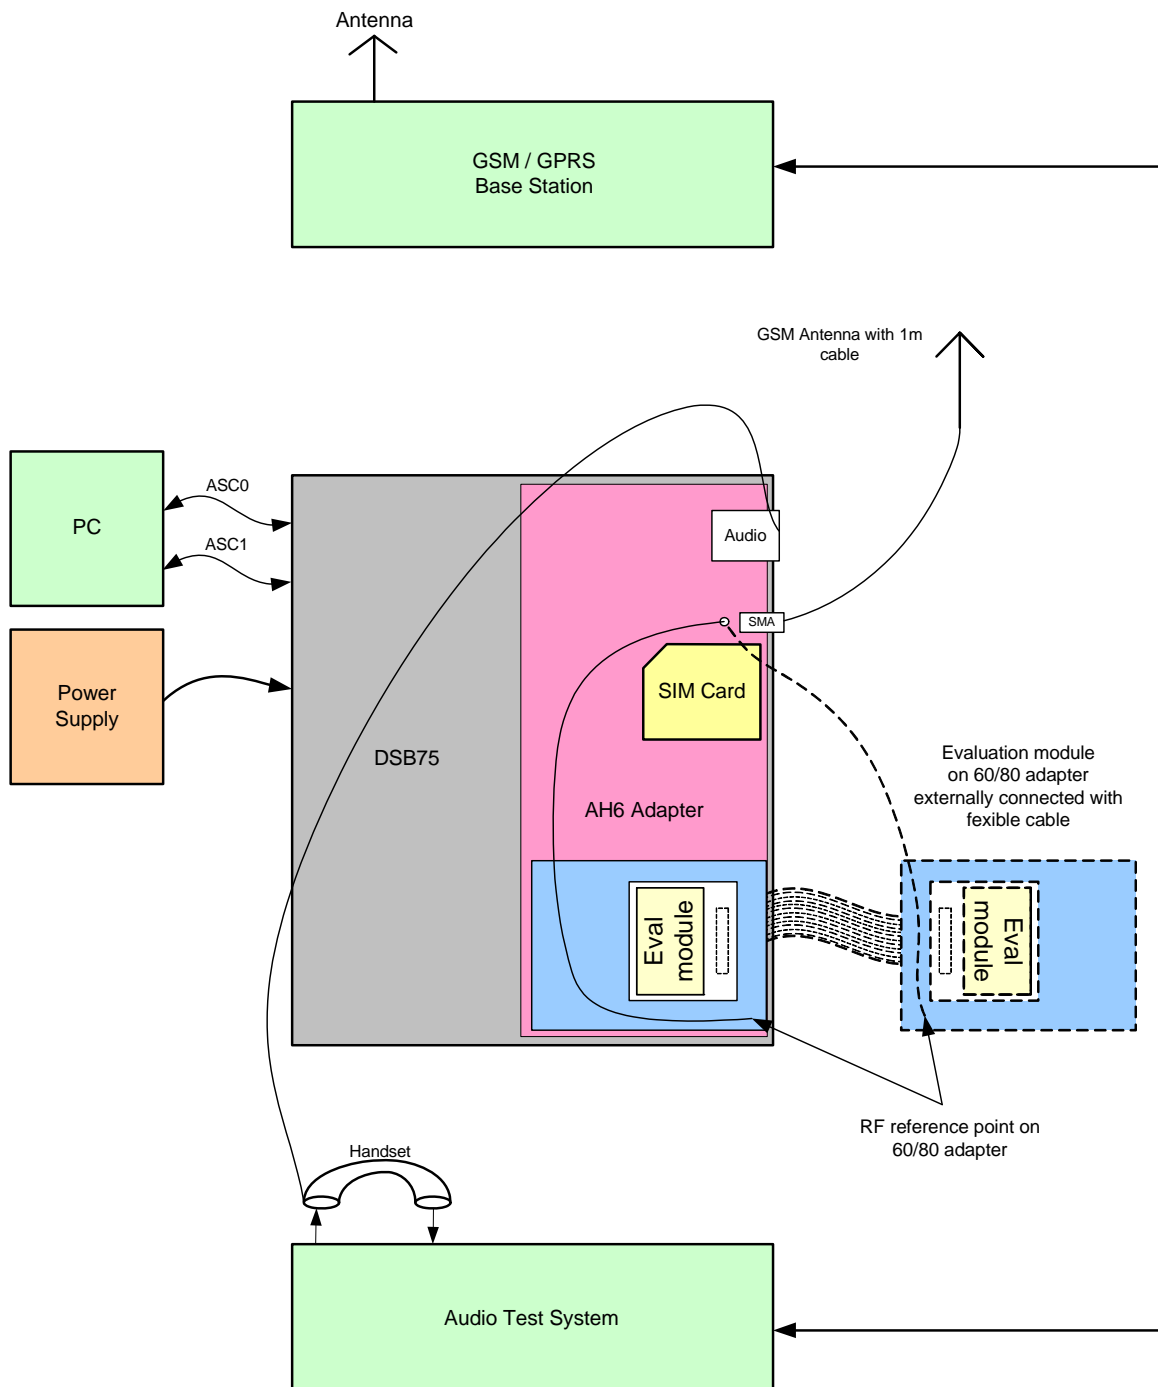 Antenna
GSM / GPRS
Base Station
GSM Antenna with 1m
cable
PC
ASC0
ASC1
Audio
SMA
Power
Supply
SIM Card
DSB75
AH6 Adapter
Evaluation module
on 60/80 adapter
externally connected with
fexible cable
Eval
module
Eval
module
RF reference point on
60/80 adapter
Handset
Audio Test System